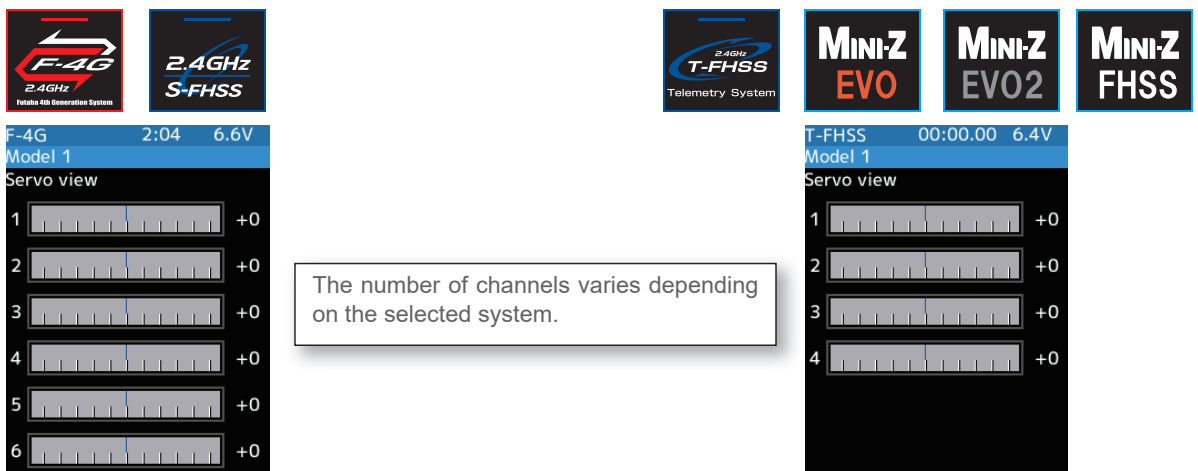 F-4G
2.4GHz
Futaba 4th Generation System
2.4GHz
S-FHSS
2.4GHz
T-FHSS
Telemetry System
MINI-Z
EVO
MINI-Z
EVO2
MINI-Z
FHSS
F-4G 2:04 6.6V
Model 1
Servo view
1 +0
2 +0
3 +0
4 +0
5 +0
6 +0
The number of channels varies depending
on the selected system.
T-FHSS 00:00.00 6.4V
Model 1
Servo view
1 +0
2 +0
3 +0
4 +0